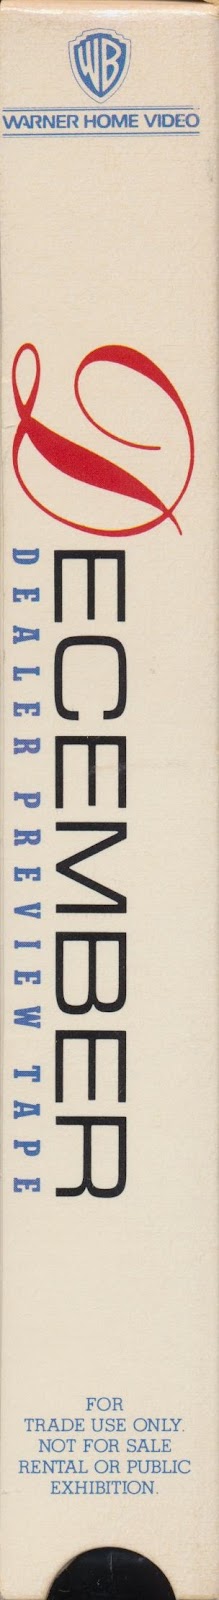 WB
WARNER HOME VIDEO
DECEMBER
DEALER PREVIEW TAPE
FOR
TRADE USE ONLY.
NOT FOR SALE
RENTAL OR PUBLIC
EXHIBITION.